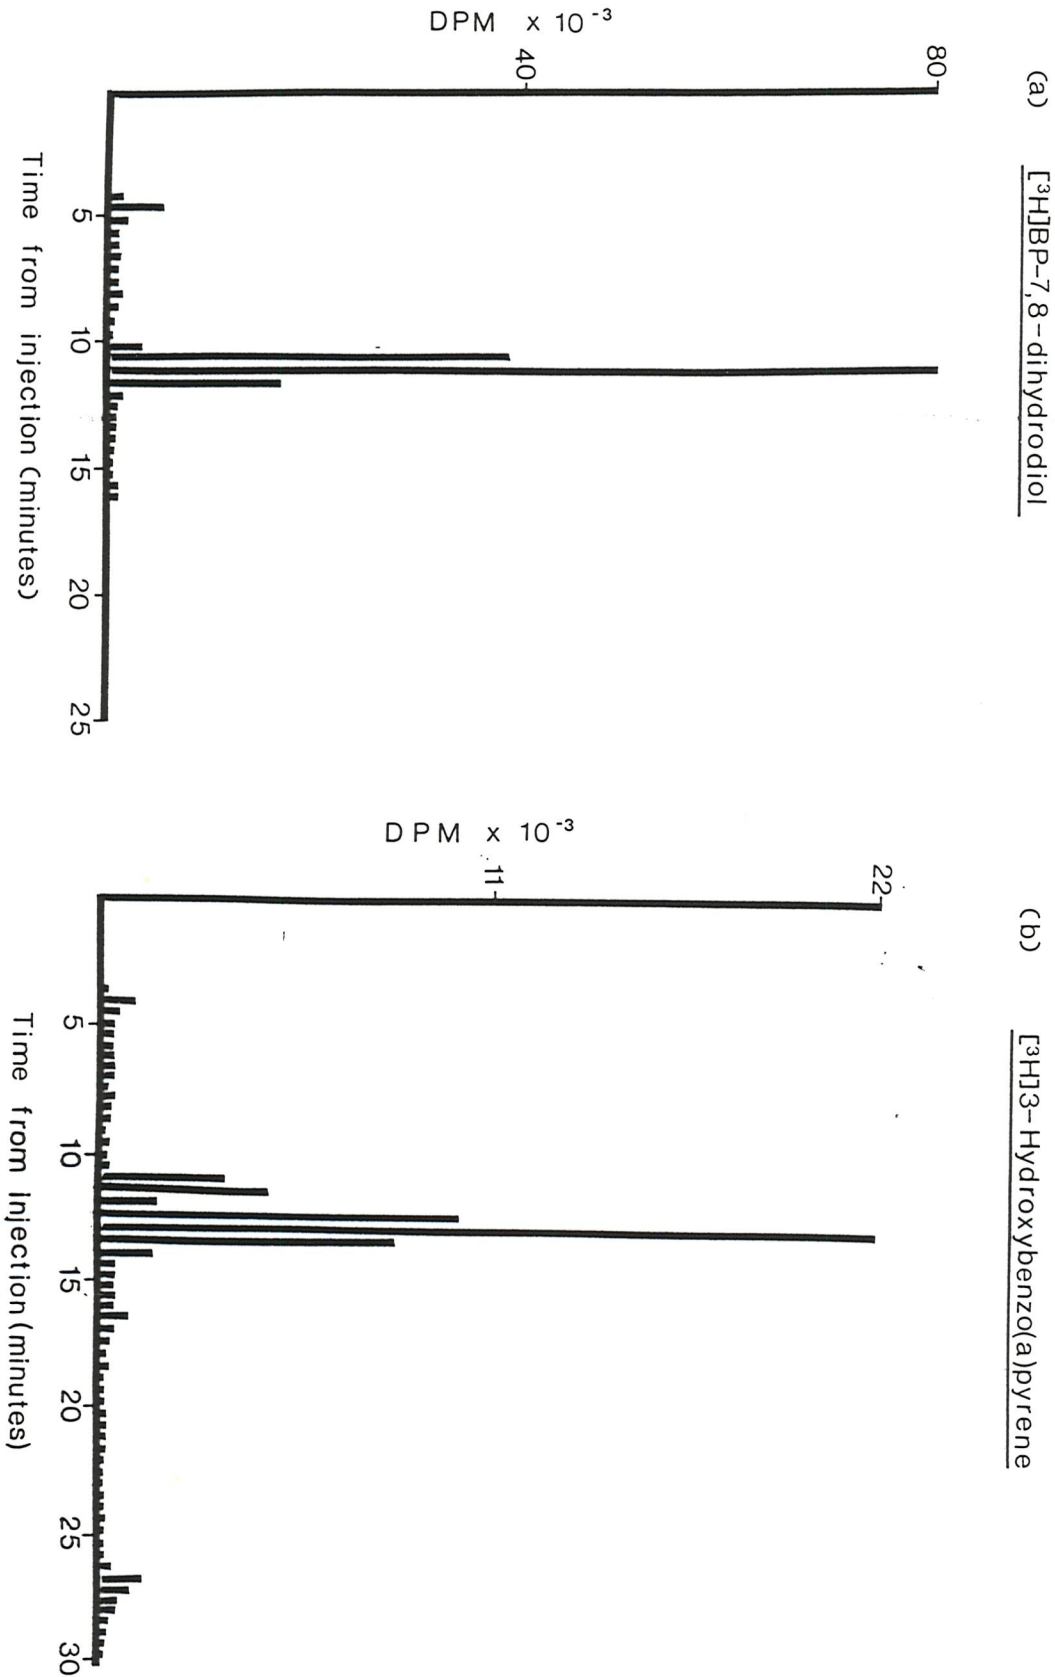 (a) [³H]BP-7,8-dihydrodiol
DPM x 10⁻³
80
40
5
10
15
20
25
Time from injection (minutes)
(b) [³H]3-Hydroxybenzo(a)pyrene
DPM x 10⁻³
22
11
5
10
15
20
25
30
Time from Injection (minutes)